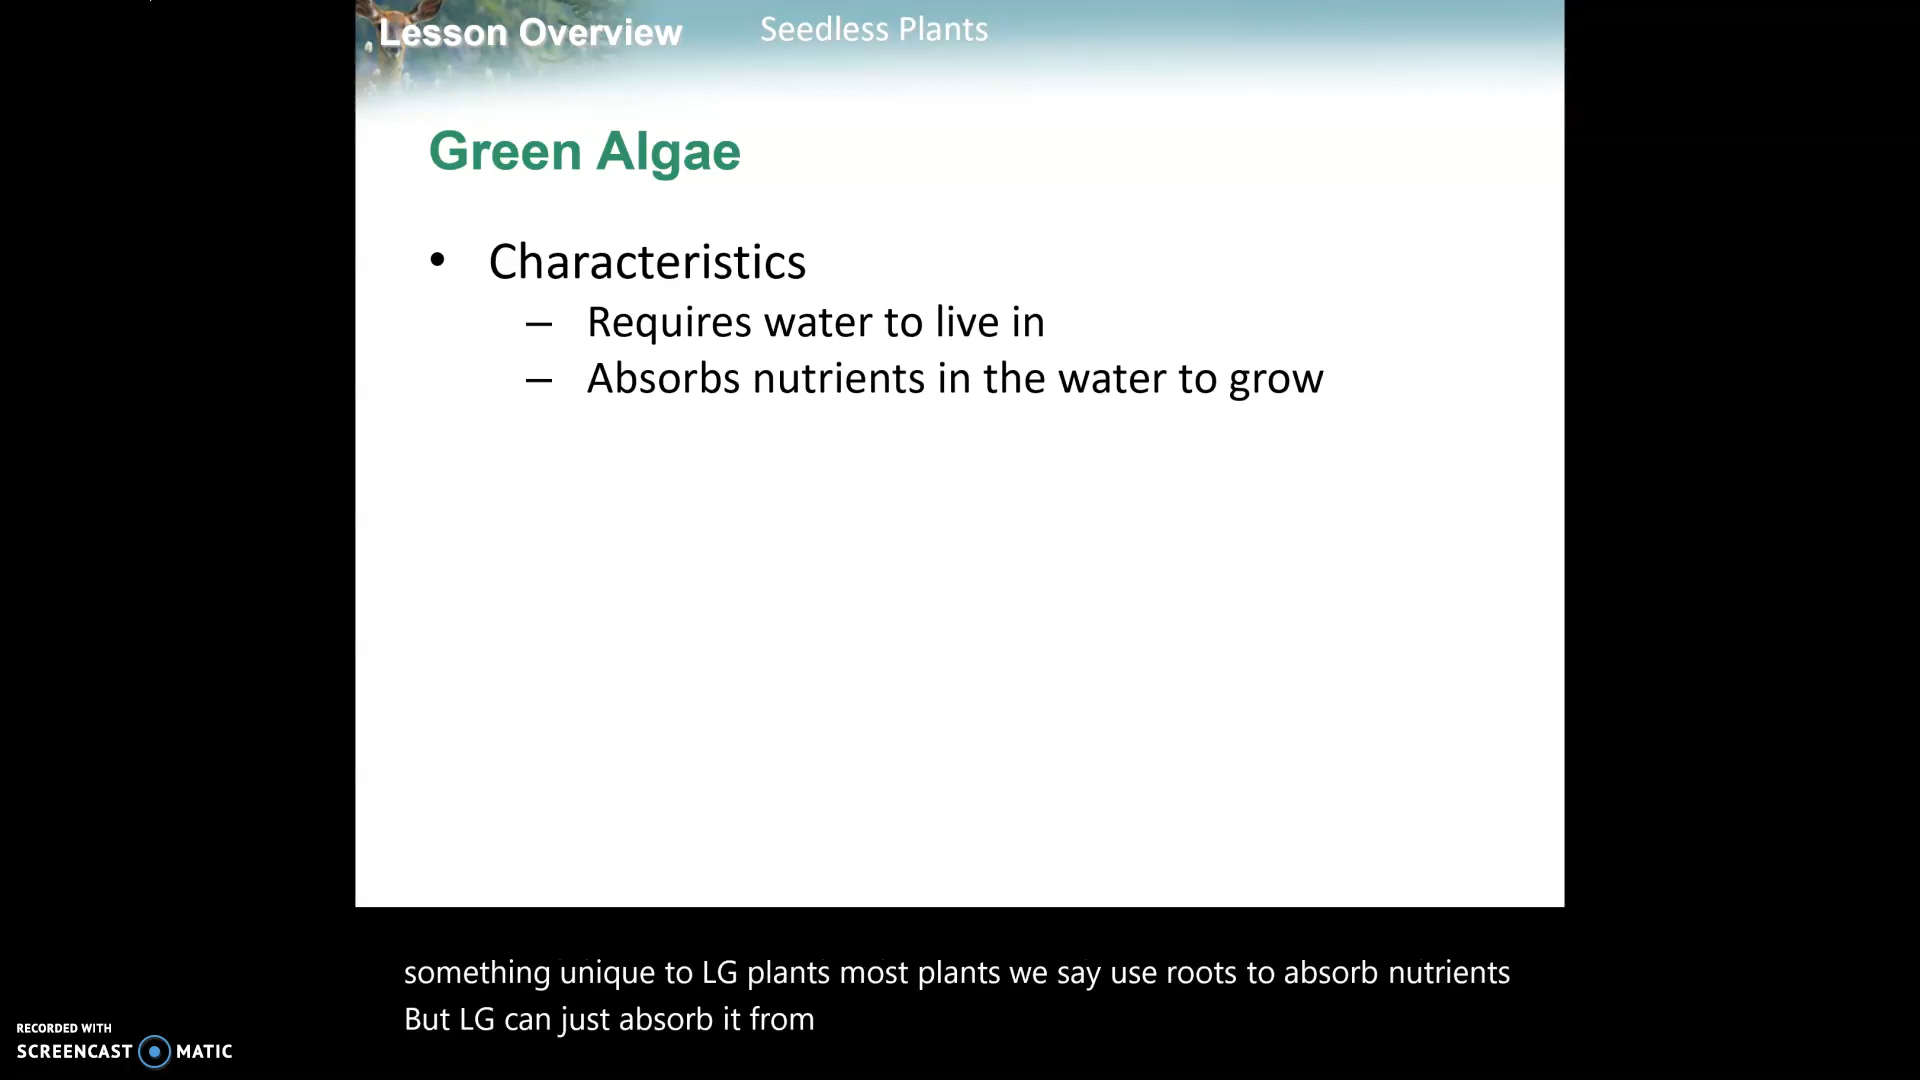 Lesson Overview Seedless Plants
Green Algae
• Characteristics
– Requires water to live in
– Absorbs nutrients in the water to grow
something unique to LG plants most plants we say use roots to absorb nutrients
But LG can just absorb it from
RECORDED WITH
SCREENCAST MATIC